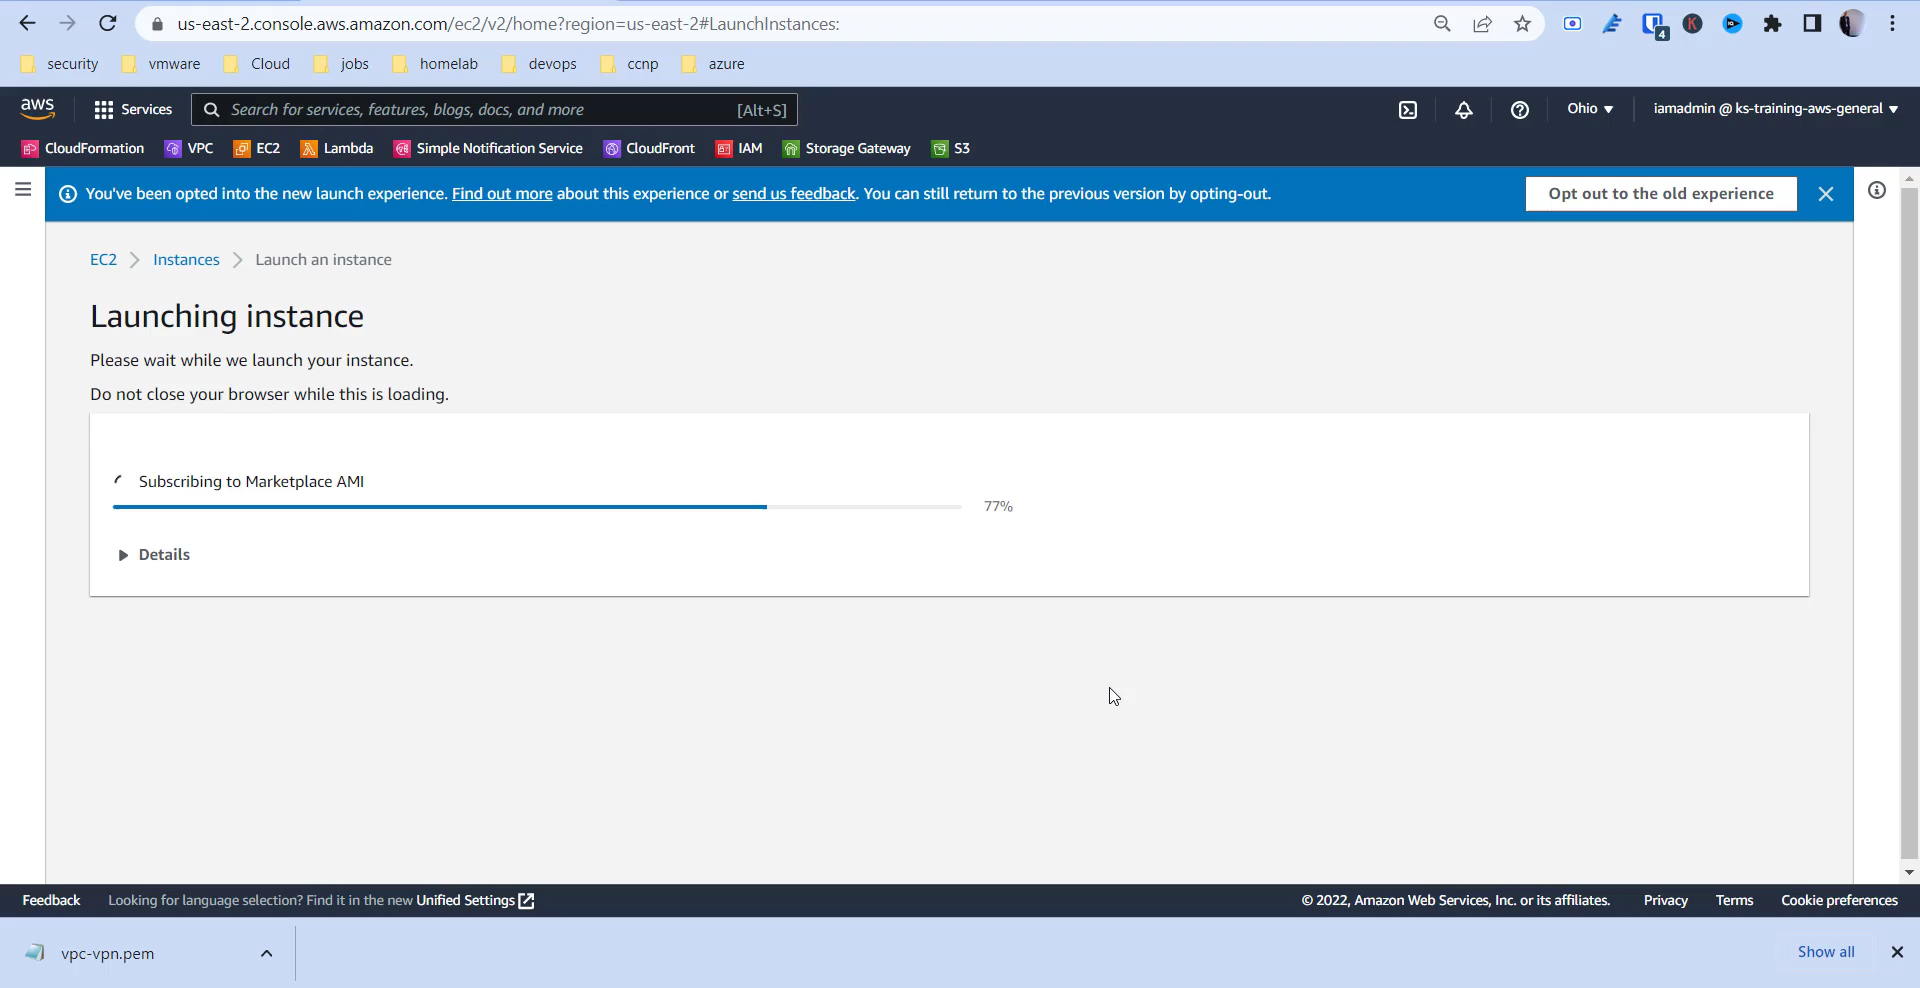 us-east-2.console.aws.amazon.com/ec2/v2/home?region=us-east-2#LaunchInstances:
4
K
security vmware Cloud jobs homelab devops ccnp azure
aws Services Search for services, features, blogs, docs, and more [Alt+S] Ohio iamadmin @ ks-training-aws-general
CloudFormation VPC EC2 Lambda Simple Notification Service CloudFront IAM Storage Gateway S3
You've been opted into the new launch experience. Find out more about this experience or send us feedback. You can still return to the previous version by opting-out. Opt out to the old experience
EC2 Instances Launch an instance
Launching instance
Please wait while we launch your instance.
Do not close your browser while this is loading.
Subscribing to Marketplace AMI
77%
Details
Feedback Looking for language selection? Find it in the new Unified Settings © 2022, Amazon Web Services, Inc. or its affiliates. Privacy Terms Cookie preferences
vpc-vpn.pem Show all